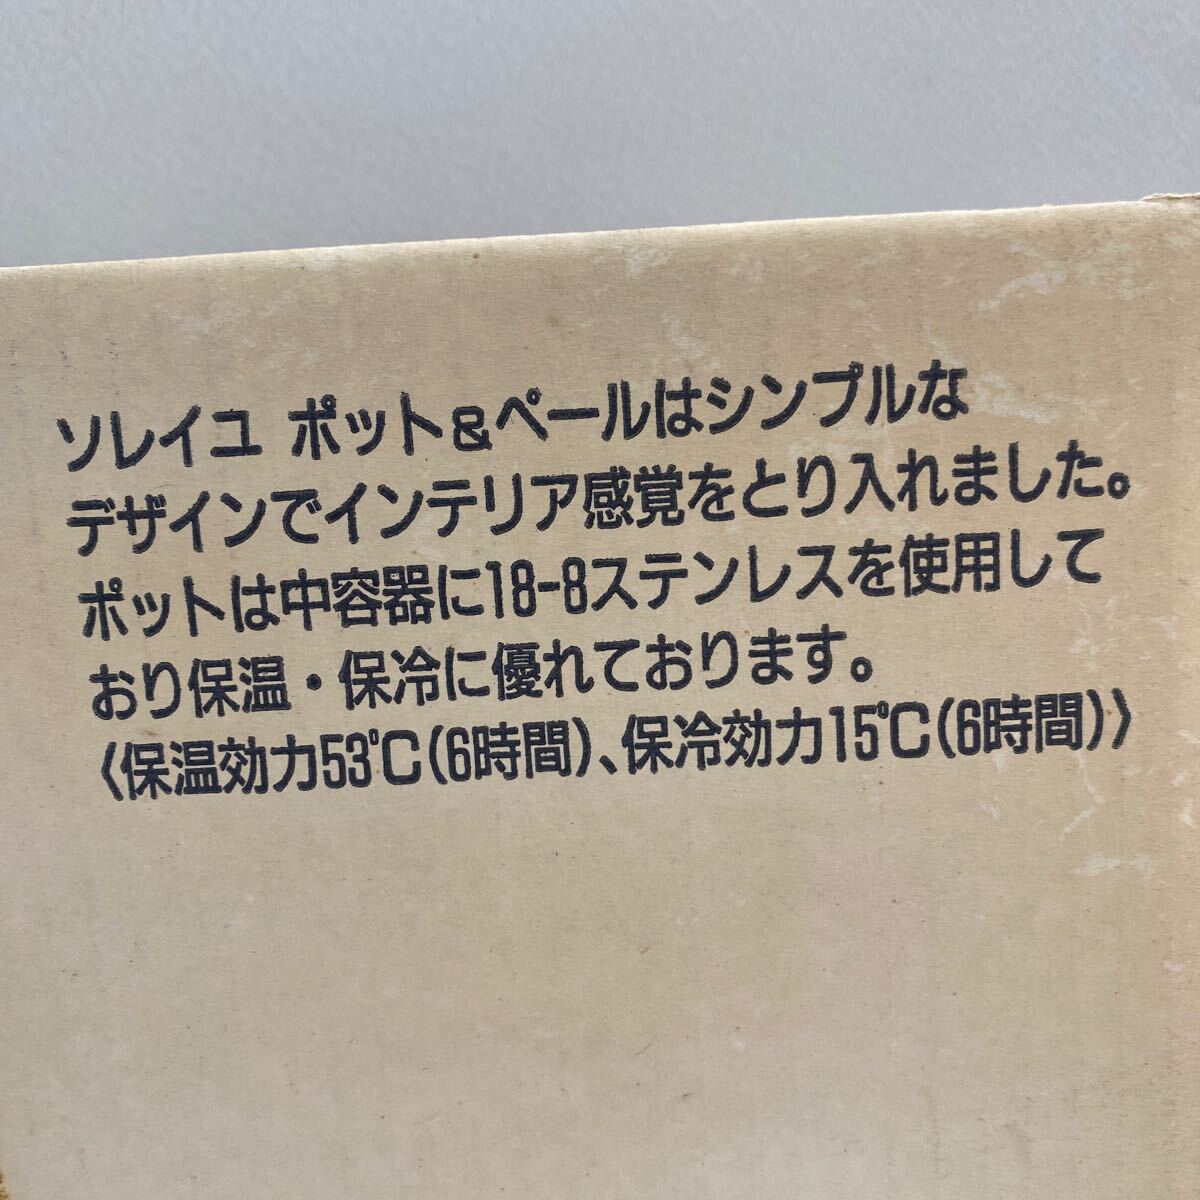 ソレイユ ポット&ペールはシンプルな
デザインでインテリア感覚をとり入れました。
ポットは中容器に18-8ステンレスを使用して
おり保温・保冷に優れております。
〈保温効力53℃(6時間)、保冷効力15℃(6時間)〉